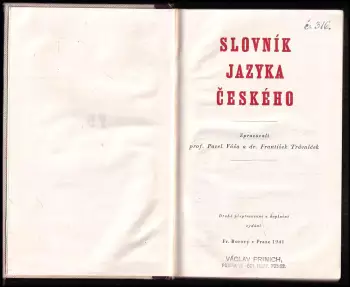 č. 316.
SLOVNÍK
JAZYKA
ČESKÉHO
Zpracovali
prof. Pavel Váša a dr. František Trávníček
Druhé přepracované a doplněné
vydání
Fr. Borový v Praze 1941
VÁCLAV PRINICH,